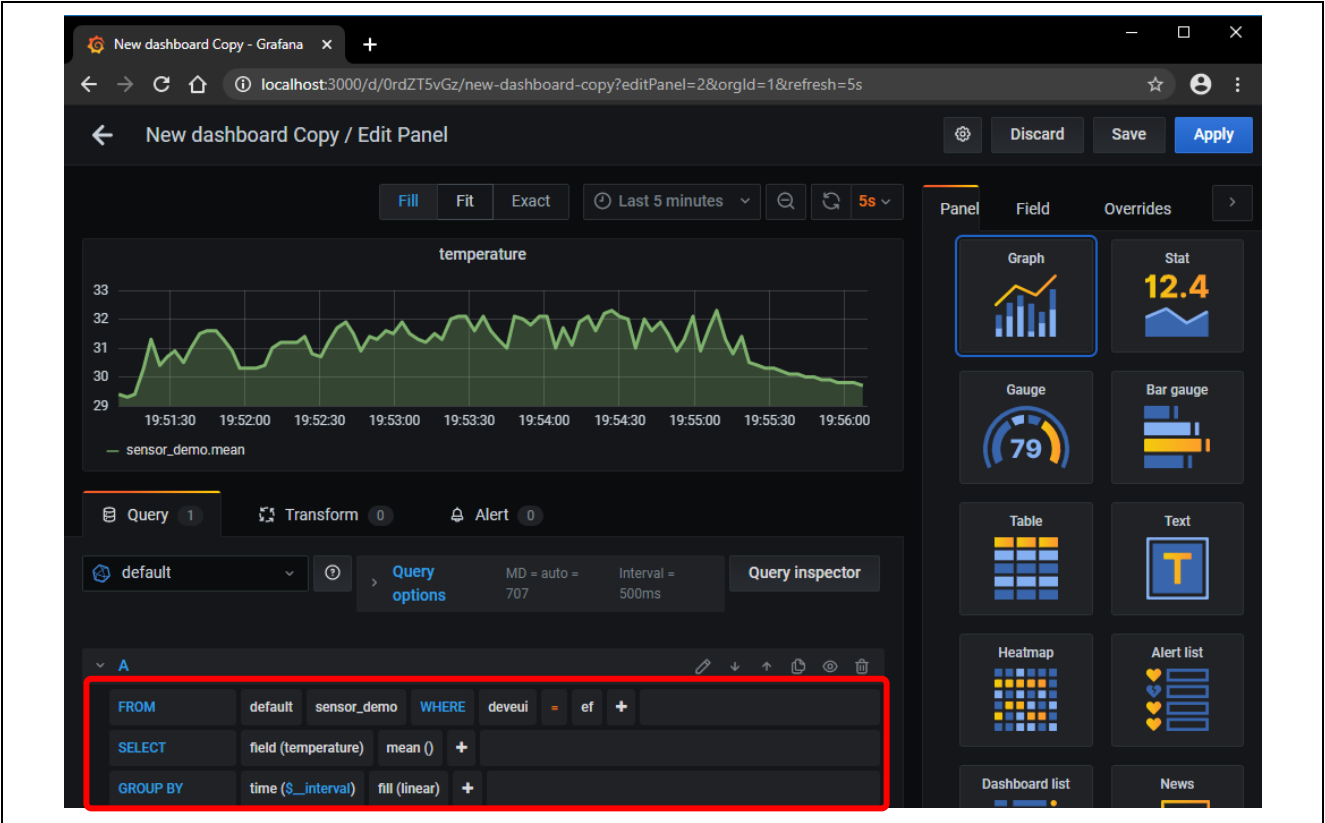 New dashboard Copy - Grafana
localhost:3000/d/0rdZT5vGz/new-dashboard-copy?editPanel=2&orgId=1&refresh=5s
New dashboard Copy / Edit Panel
Discard Save Apply
Fill Fit Exact Last 5 minutes 5s
Panel Field Overrides
temperature
33
32
31
30
29
19:51:30 19:52:00 19:52:30 19:53:00 19:53:30 19:54:00 19:54:30 19:55:00 19:55:30 19:56:00
sensor_demo.mean
Graph Stat
12.4
Gauge Bar gauge
79
Table Text
T
Heatmap Alert list
Dashboard list News
Query 1 Transform 0 Alert 0
default
Query options MD = auto = 707 Interval = 500ms Query inspector
A
FROM default sensor_demo WHERE deveui = ef +
SELECT field (temperature) mean () +
GROUP BY time ($__interval) fill (linear) +